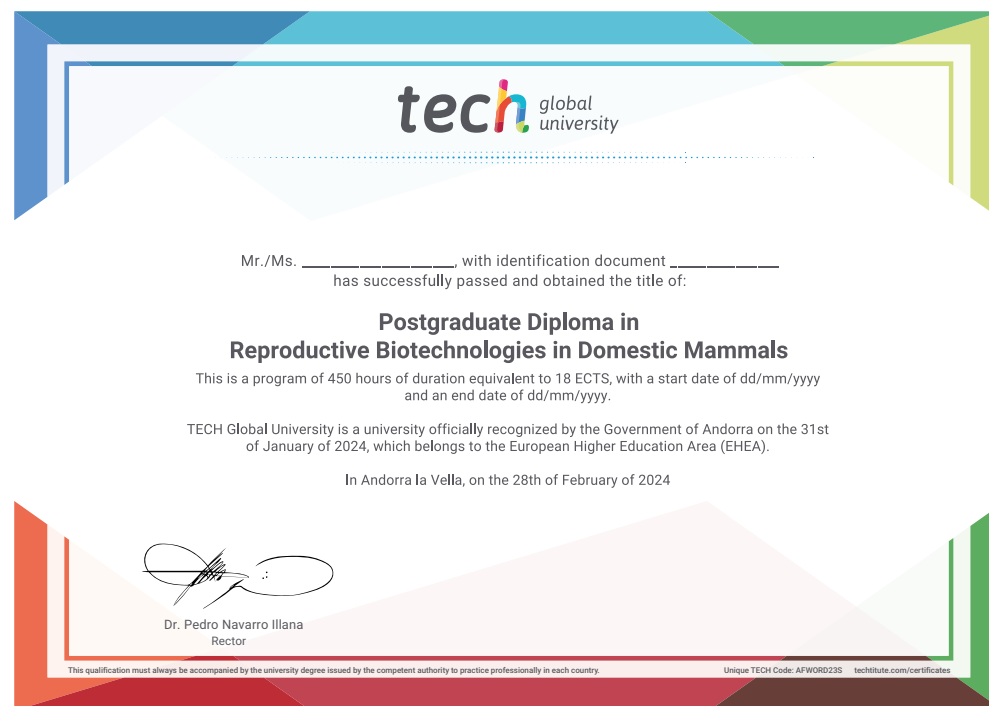 tech global
university
Mr./Ms. ________________, with identification document ____________
has successfully passed and obtained the title of:
Postgraduate Diploma in
Reproductive Biotechnologies in Domestic Mammals
This is a program of 450 hours of duration equivalent to 18 ECTS, with a start date of dd/mm/yyyy
and an end date of dd/mm/yyyy.
TECH Global University is a university officially recognized by the Government of Andorra on the 31st
of January of 2024, which belongs to the European Higher Education Area (EHEA).
In Andorra la Vella, on the 28th of February of 2024
Dr. Pedro Navarro Illana
Rector
This qualification must always be accompanied by the university degree issued by the competent authority to practice professionally in each country. Unique TECH Code: AFWORD23S techtitute.com/certificates